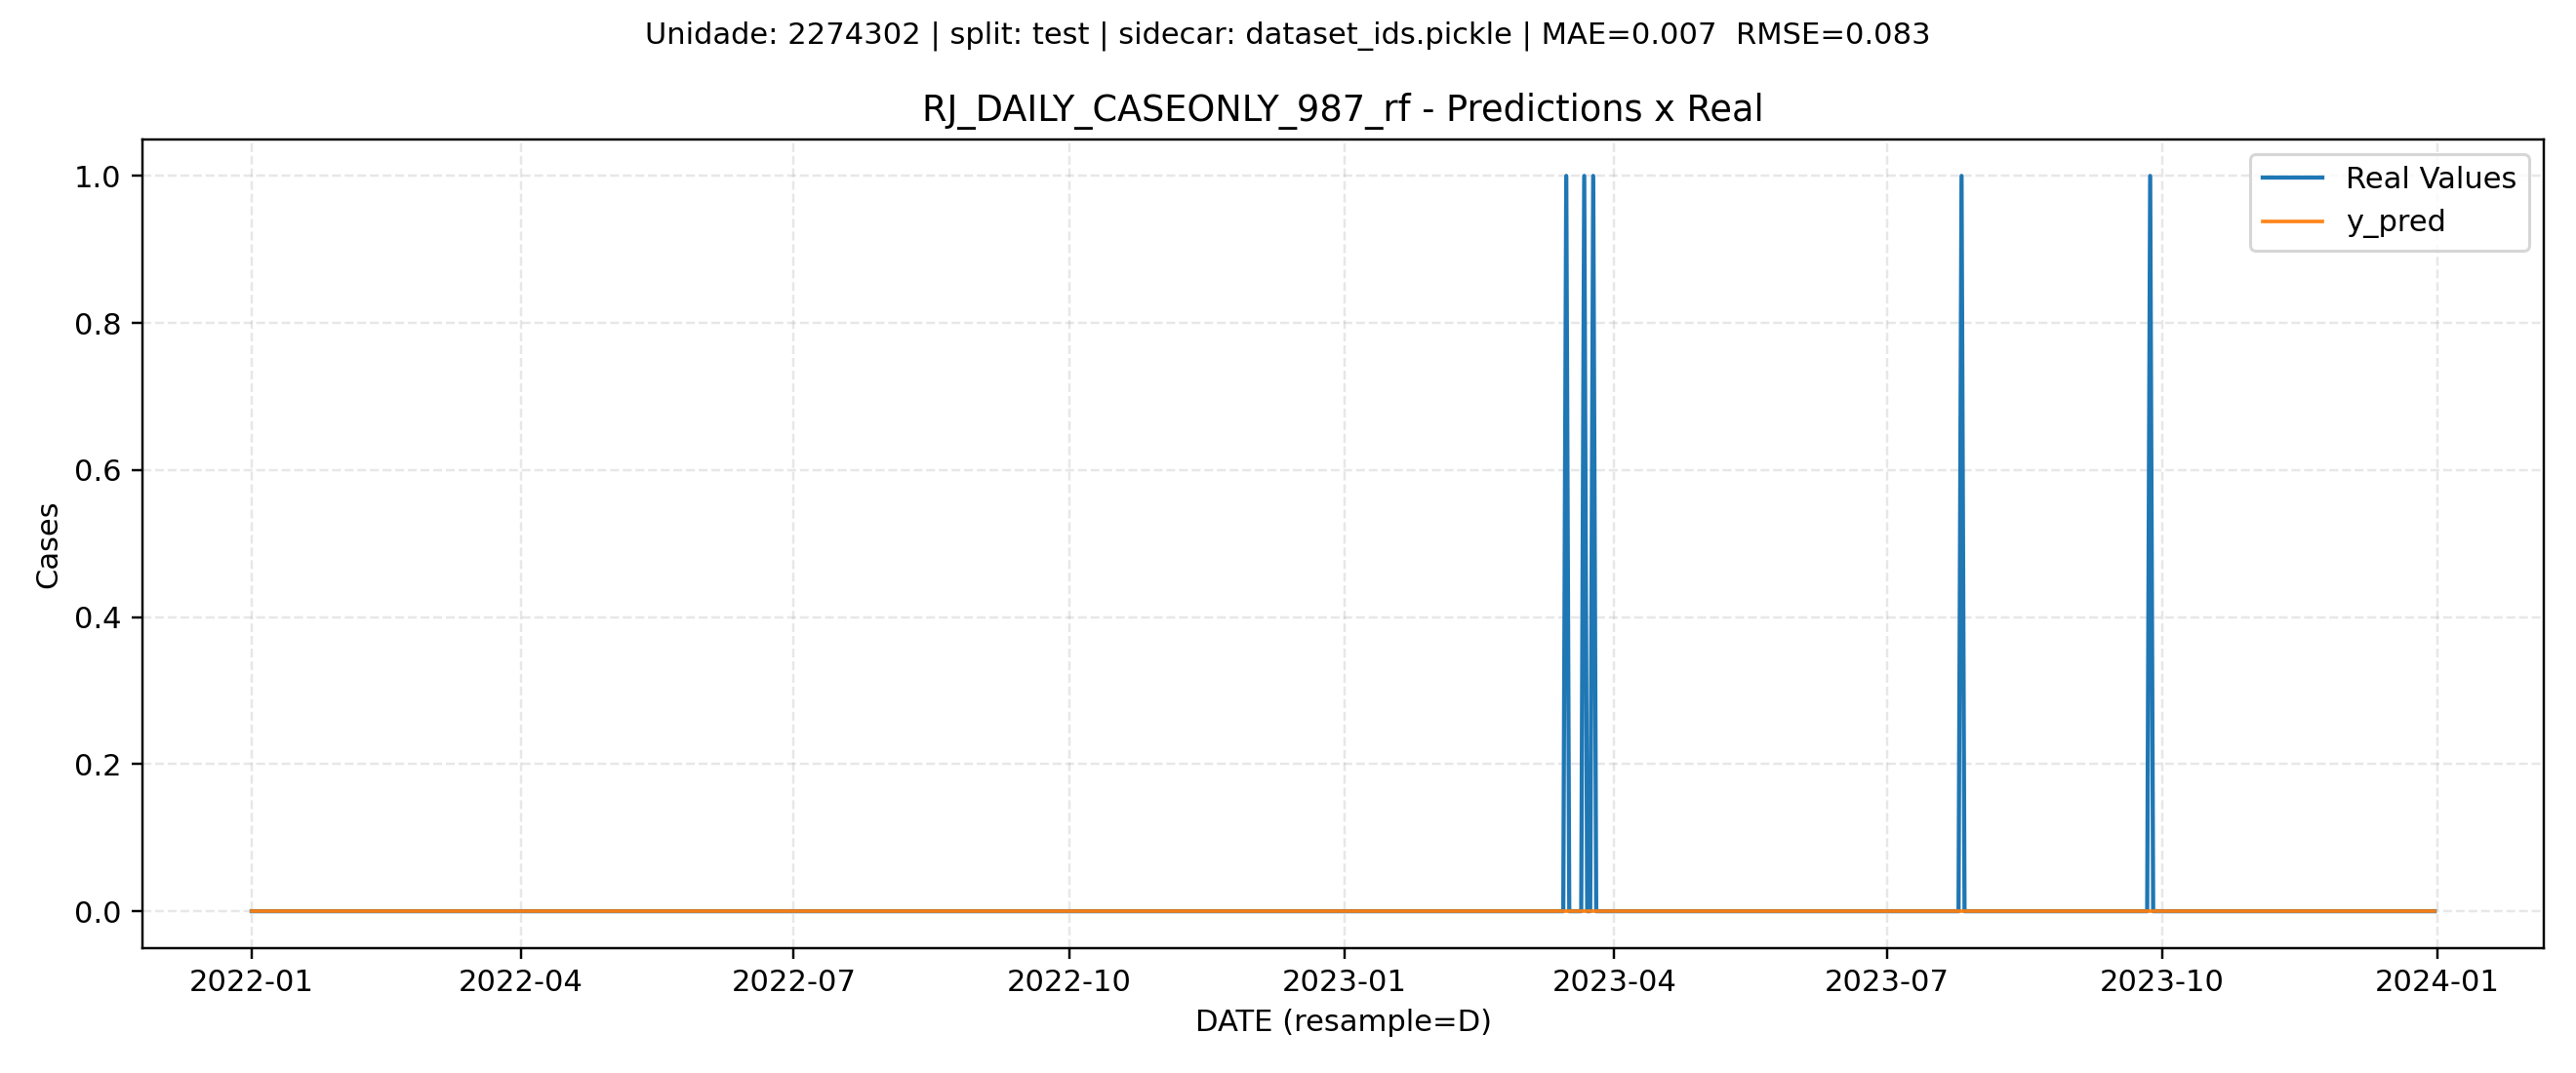 Unidade: 2274302 | split: test | sidecar: dataset_ids.pickle | MAE=0.007  RMSE=0.083
RJ_DAILY_CASEONLY_987_rf - Predictions x Real
Real Values
y_pred
1.0
0.8
0.6
0.4
0.2
0.0
Cases
2022-01 2022-04 2022-07 2022-10 2023-01 2023-04 2023-07 2023-10 2024-01
DATE (resample=D)